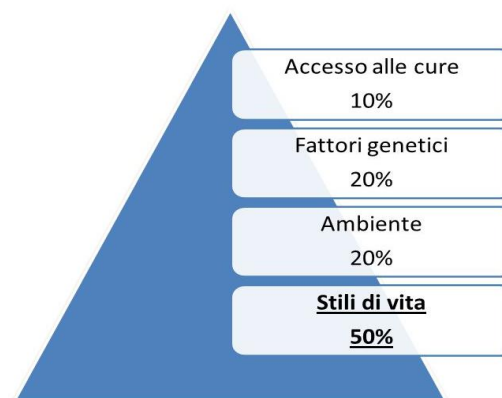 Accesso alle cure
10%
Fattori genetici
20%
Ambiente
20%
Stili di vita
50%